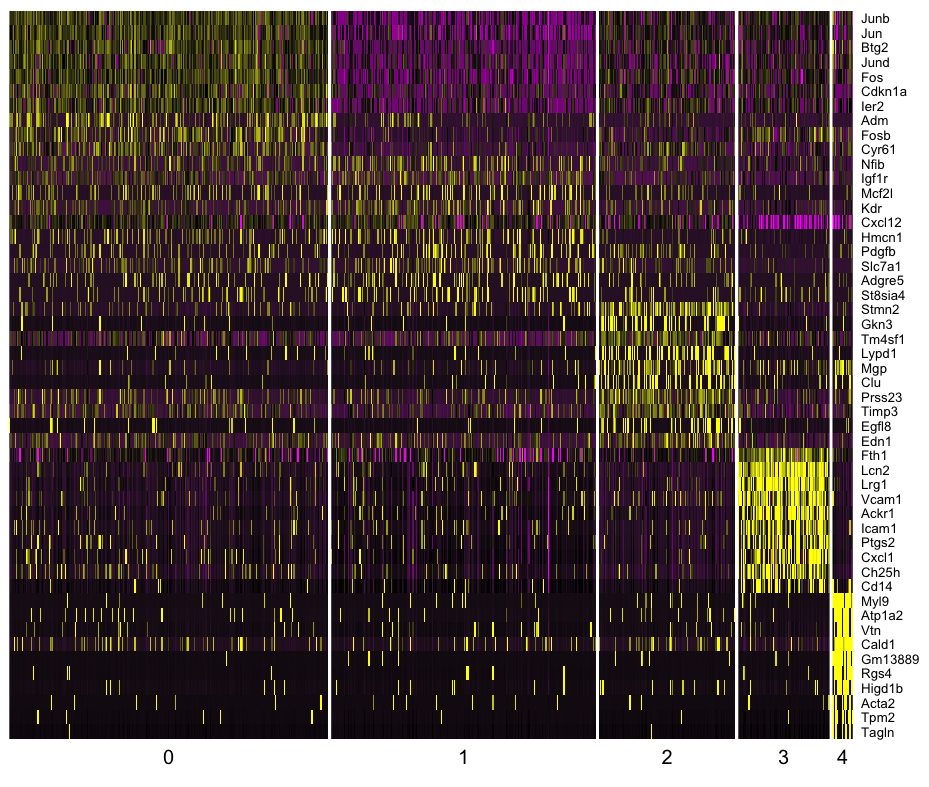 Junb
Jun
Btg2
Jund
Fos
Cdkn1a
Ier2
Adm
Fosb
Cyr61
Nfib
Igf1r
Mcf2l
Kdr
Cxcl12
Hmcn1
Pdgfb
Slc7a1
Adgre5
St8sia4
Stmn2
Gkn3
Tm4sf1
Lypd1
Mgp
Clu
Prss23
Timp3
Egfl8
Edn1
Fth1
Lcn2
Lrg1
Vcam1
Ackr1
Icam1
Ptgs2
Cxcl1
Ch25h
Cd14
Myl9
Atp1a2
Vtn
Cald1
Gm13889
Rgs4
Higd1b
Acta2
Tpm2
Tagln
0 1 2 3 4